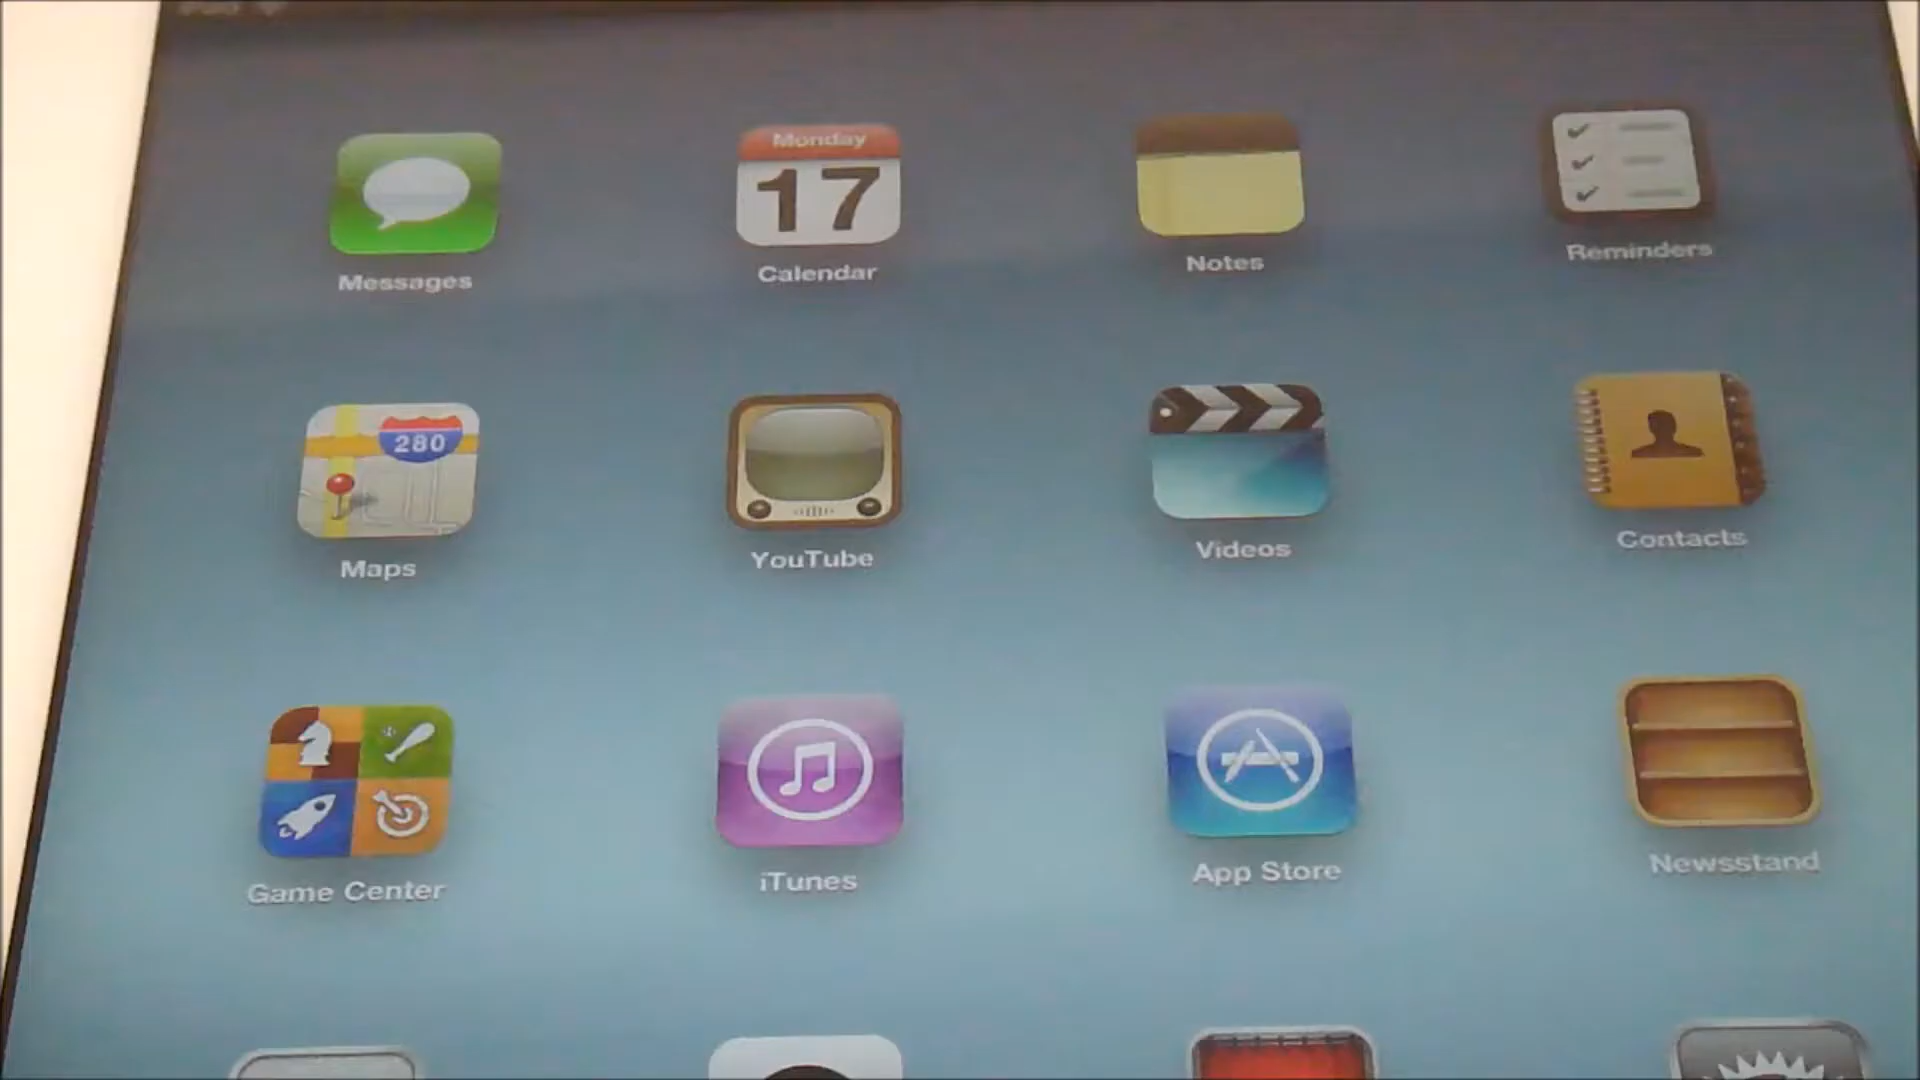 Monday
17
Messages
Calendar
Notes
Reminders
280
Maps
YouTube
Videos
Contacts
Game Center
iTunes
App Store
Newsstand